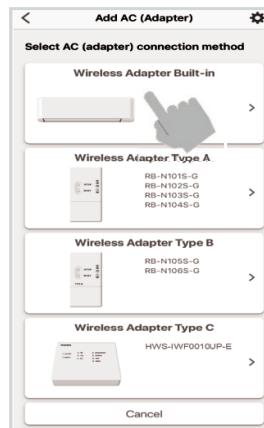 Add AC (Adapter)
Select AC (adapter) connection method
Wireless Adapter Built-in
Wireless Adapter Type A
RB-N101S-G
RB-N102S-G
RB-N103S-G
RB-N104S-G
Wireless Adapter Type B
RB-N105S-G
RB-N106S-G
Wireless Adapter Type C
HWS-IWF0010UP-E
Cancel